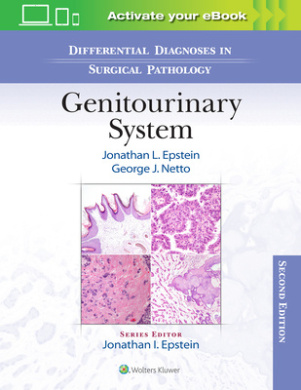 Activate your eBook
DIFFERENTIAL DIAGNOSES IN
SURGICAL PATHOLOGY
Genitourinary
System
Jonathan L. Epstein
George J. Netto
SERIES EDITOR
Jonathan I. Epstein
Wolters Kluwer
SECOND EDITION